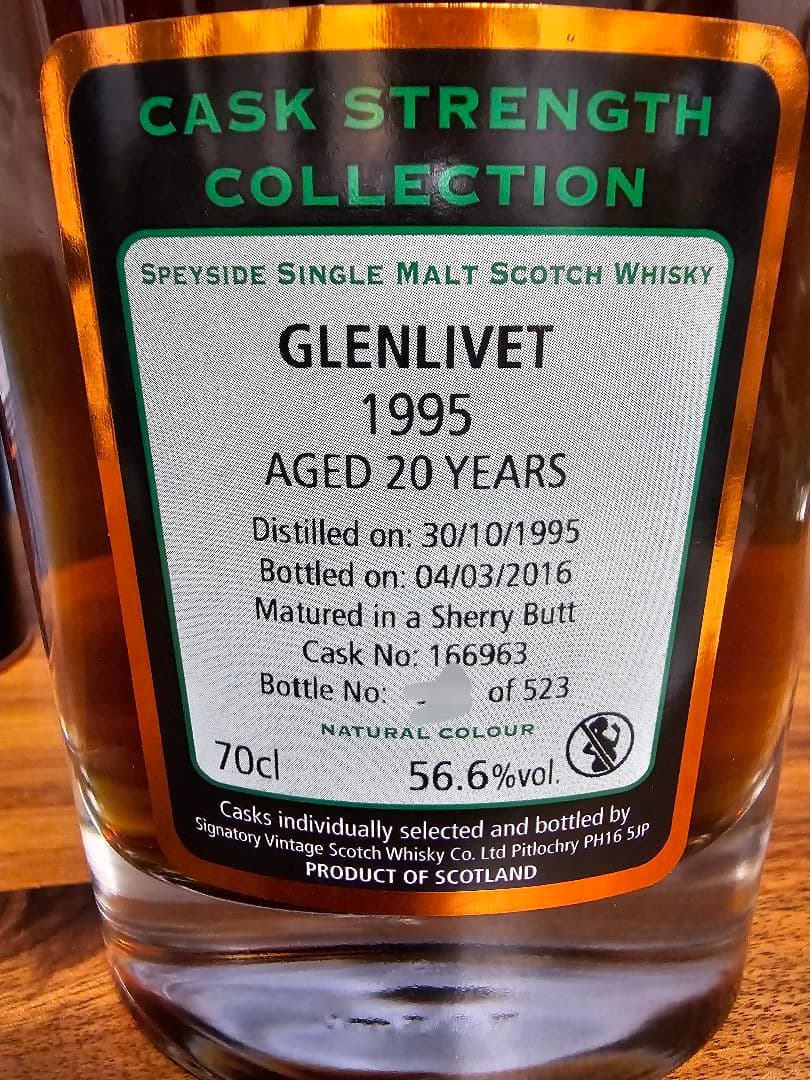 CASK STRENGTH
COLLECTION
SPEYSIDE SINGLE MALT SCOTCH WHISKY
GLENLIVET
1995
AGED 20 YEARS
Distilled on: 30/10/1995
Bottled on: 04/03/2016
Matured in a Sherry Butt
Cask No: 166963
Bottle No: of 523
NATURAL COLOUR
70cl 56.6%vol.
Casks individually selected and bottled by
Signatory Vintage Scotch Whisky Co. Ltd Pitlochry PH16 5JP
PRODUCT OF SCOTLAND